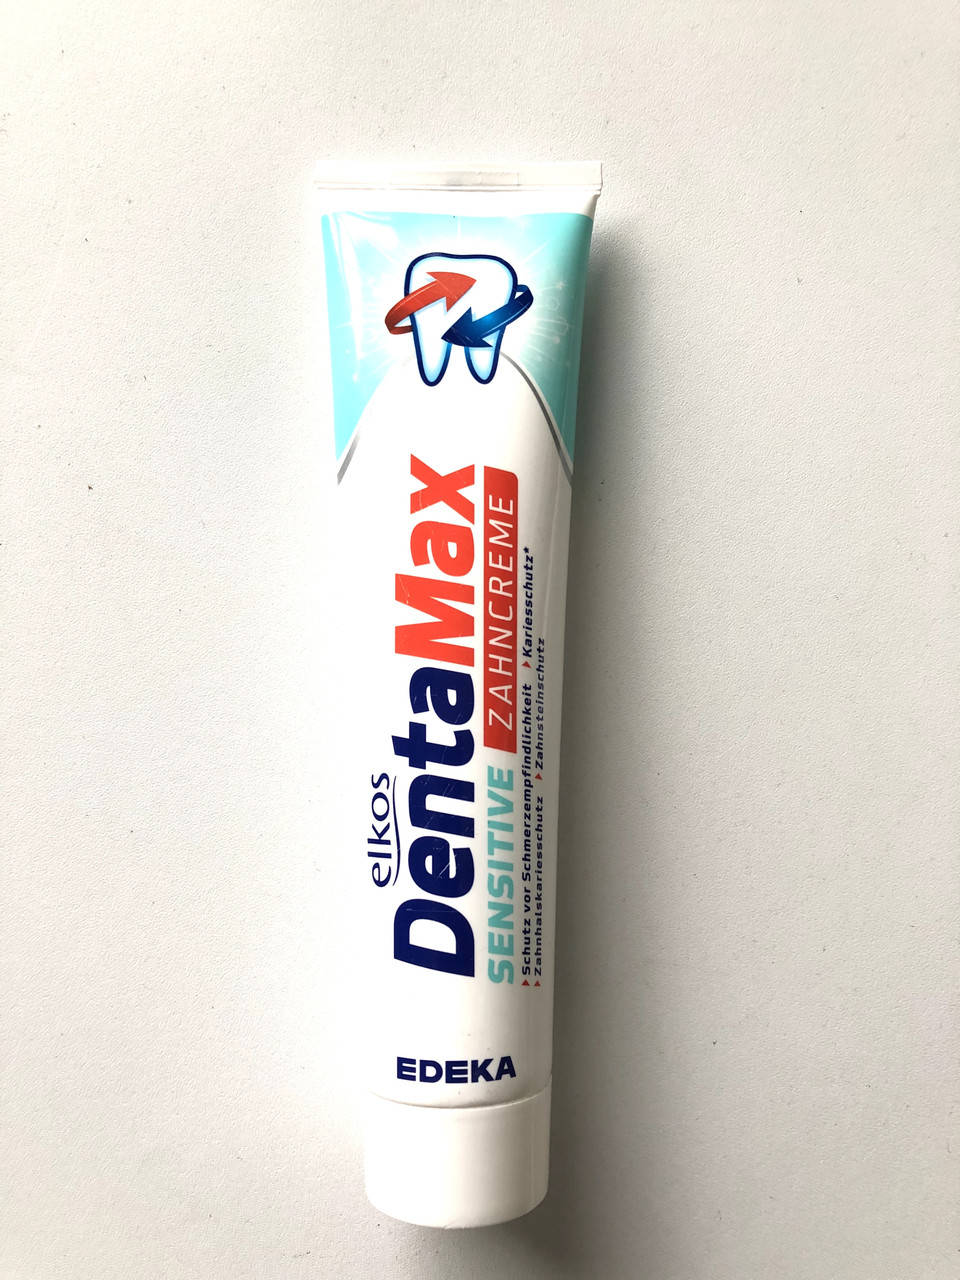 elkos
DentaMax
SENSITIVE ZAHNCREME
Schutz vor Schmerzempfindlichkeit Kariesschutz*
Zahnhalskariesschutz Zahnsteinschutz
EDEKA